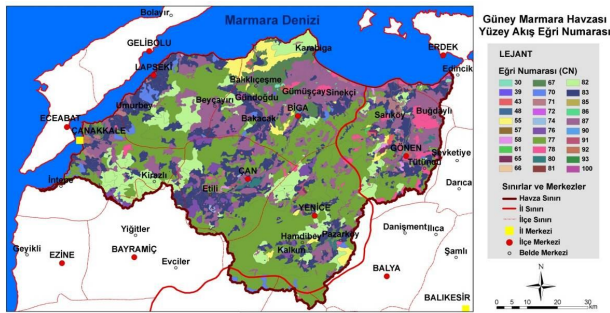 Marmara Denizi
Bolayır
GELİBOLU
LAPSEKİ
Karabiga
ERDEK
Edincik
Balıklıçeşme
Umurbey
Beyçayırı
Gündoğdu
Gümüşçay
Sinekçi
Bakacak
BİGA
Sarıköy
Buğdaylı
ECEABAT
ÇANAKKALE
GÖNEN
Tütüncü
Şevketiye
İntepe
Kirazlı
Etili
ÇAN
Darıca
YENİCE
Yiğitler
Hamdibey
Pazarköy
Danişment
Ilıca
Geyikli
EZİNE
BAYRAMİÇ
Evciler
Kalkım
Şamlı
BALYA
BALIKESİR
Güney Marmara Havzası
Yüzey Akış Eğri Numarası
LEJANT
Eğri Numarası (CN)
30 67 82
39 70 83
43 71 85
48 72 86
55 74 87
56 76 90
57 77 91
58 78 92
61 80 93
65 81 100
66
Sınırlar ve Merkezler
Havza Sınırı
İl Sınırı
İlçe Sınırı
İl Merkezi
İlçe Merkezi
Belde Merkezi
N
0 5 10 20 30
km